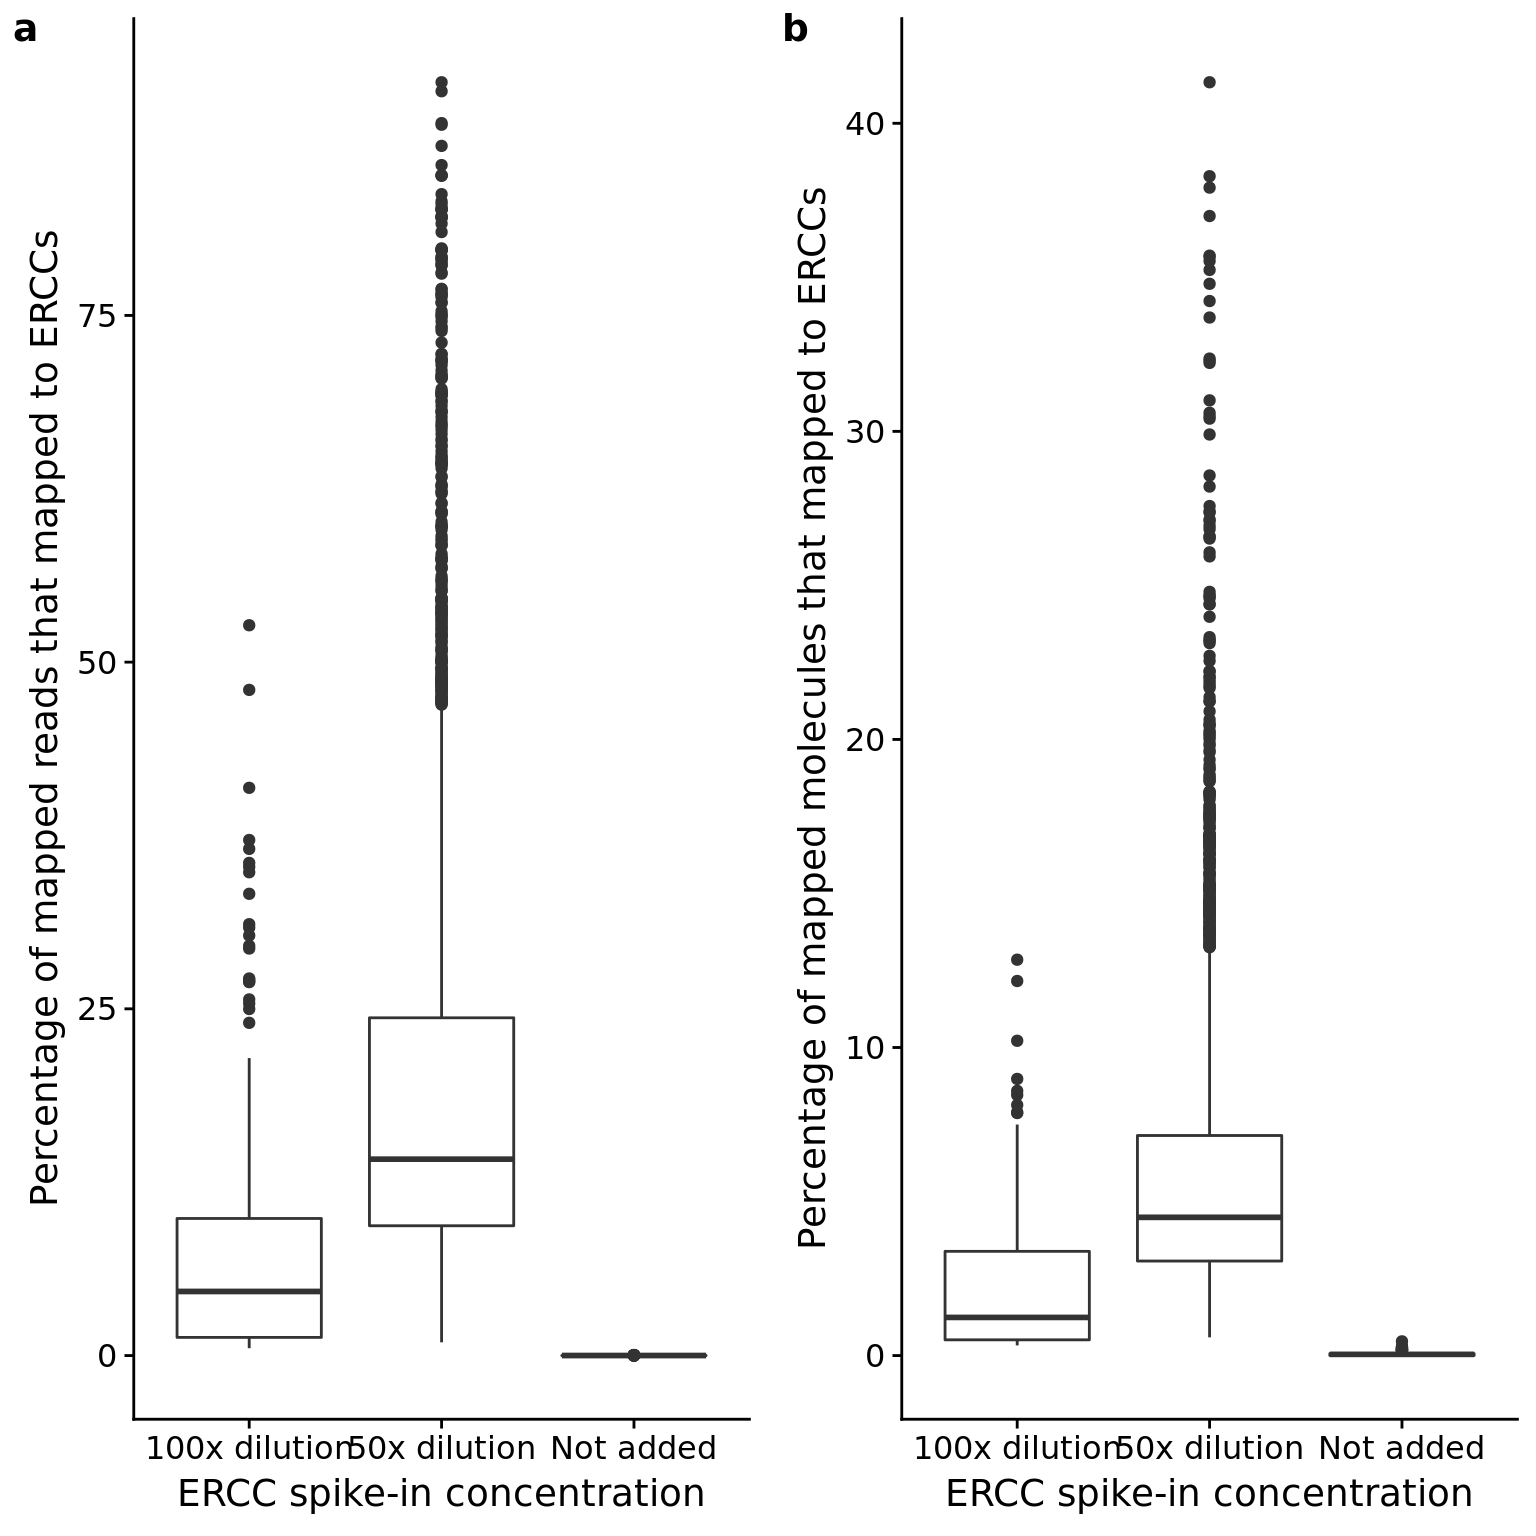 a
Percentage of mapped reads that mapped to ERCCs
75
50
25
0
100x dilution
50x dilution
Not added
ERCC spike-in concentration
b
Percentage of mapped molecules that mapped to ERCCs
40
30
20
10
0
100x dilution
50x dilution
Not added
ERCC spike-in concentration